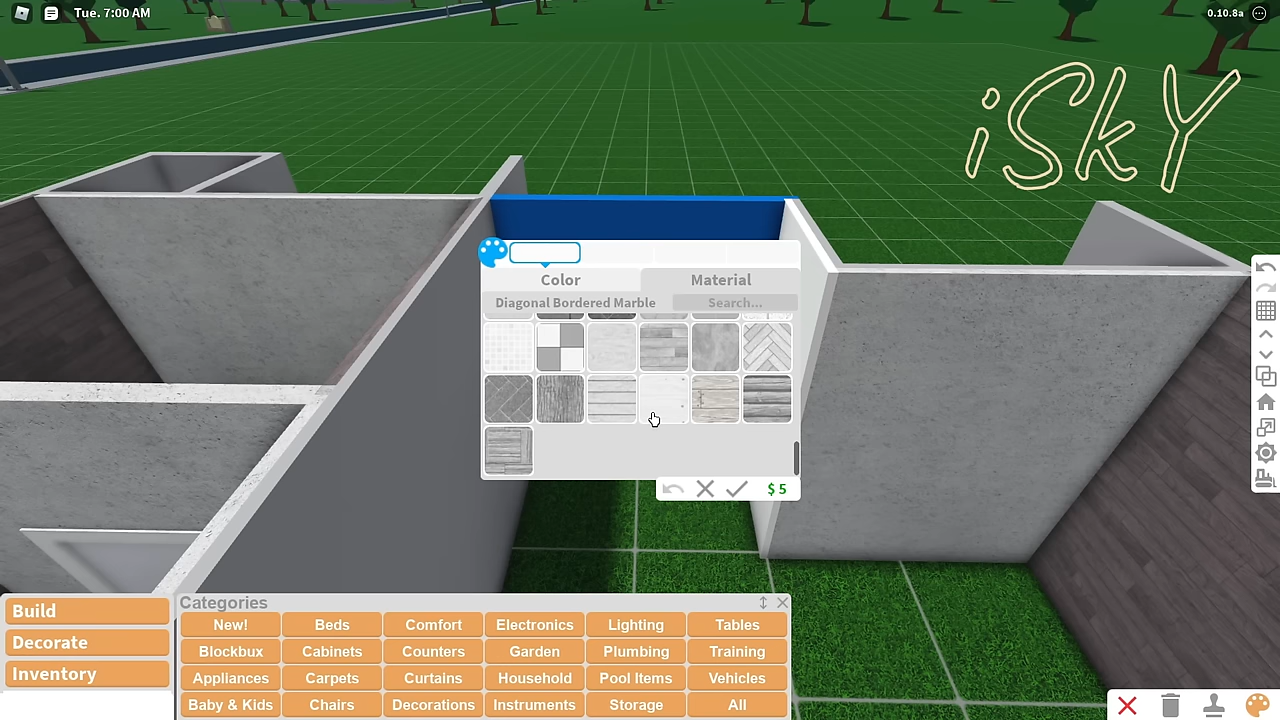 Tue. 7:00 AM
0.10.8a
iSkY
Color
Material
Diagonal Bordered Marble
Search...
$ 5
Build
Decorate
Inventory
Categories
New! Beds Comfort Electronics Lighting Tables
Blockbux Cabinets Counters Garden Plumbing Training
Appliances Carpets Curtains Household Pool Items Vehicles
Baby & Kids Chairs Decorations Instruments Storage All